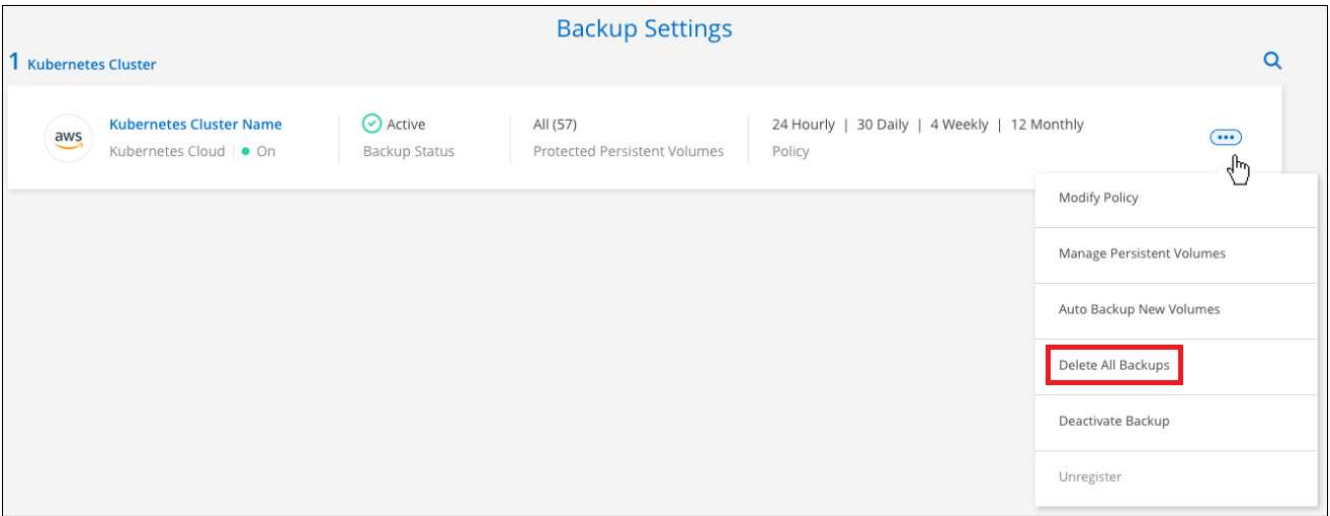 Backup Settings
1 Kubernetes Cluster
aws
Kubernetes Cluster Name
Kubernetes Cloud
On
Active
Backup Status
All (57)
Protected Persistent Volumes
24 Hourly | 30 Daily | 4 Weekly | 12 Monthly
Policy
Modify Policy
Manage Persistent Volumes
Auto Backup New Volumes
Delete All Backups
Deactivate Backup
Unregister